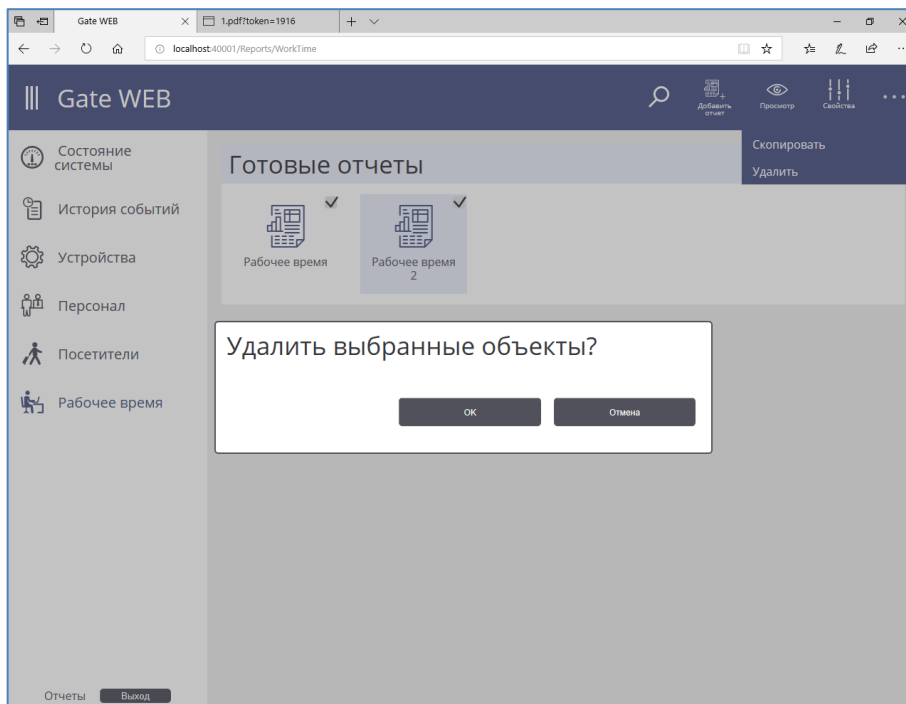 Gate WEB
1.pdf?token=1916
localhost:40001/Reports/WorkTime
Gate WEB
Добавить
отчет
Просмотр
Свойства
Скопировать
Удалить
Состояние
системы
История событий
Устройства
Персонал
Посетители
Рабочее время
Готовые отчеты
Рабочее время
Рабочее время
2
Удалить выбранные объекты?
OK
Отмена
Отчеты
Выход